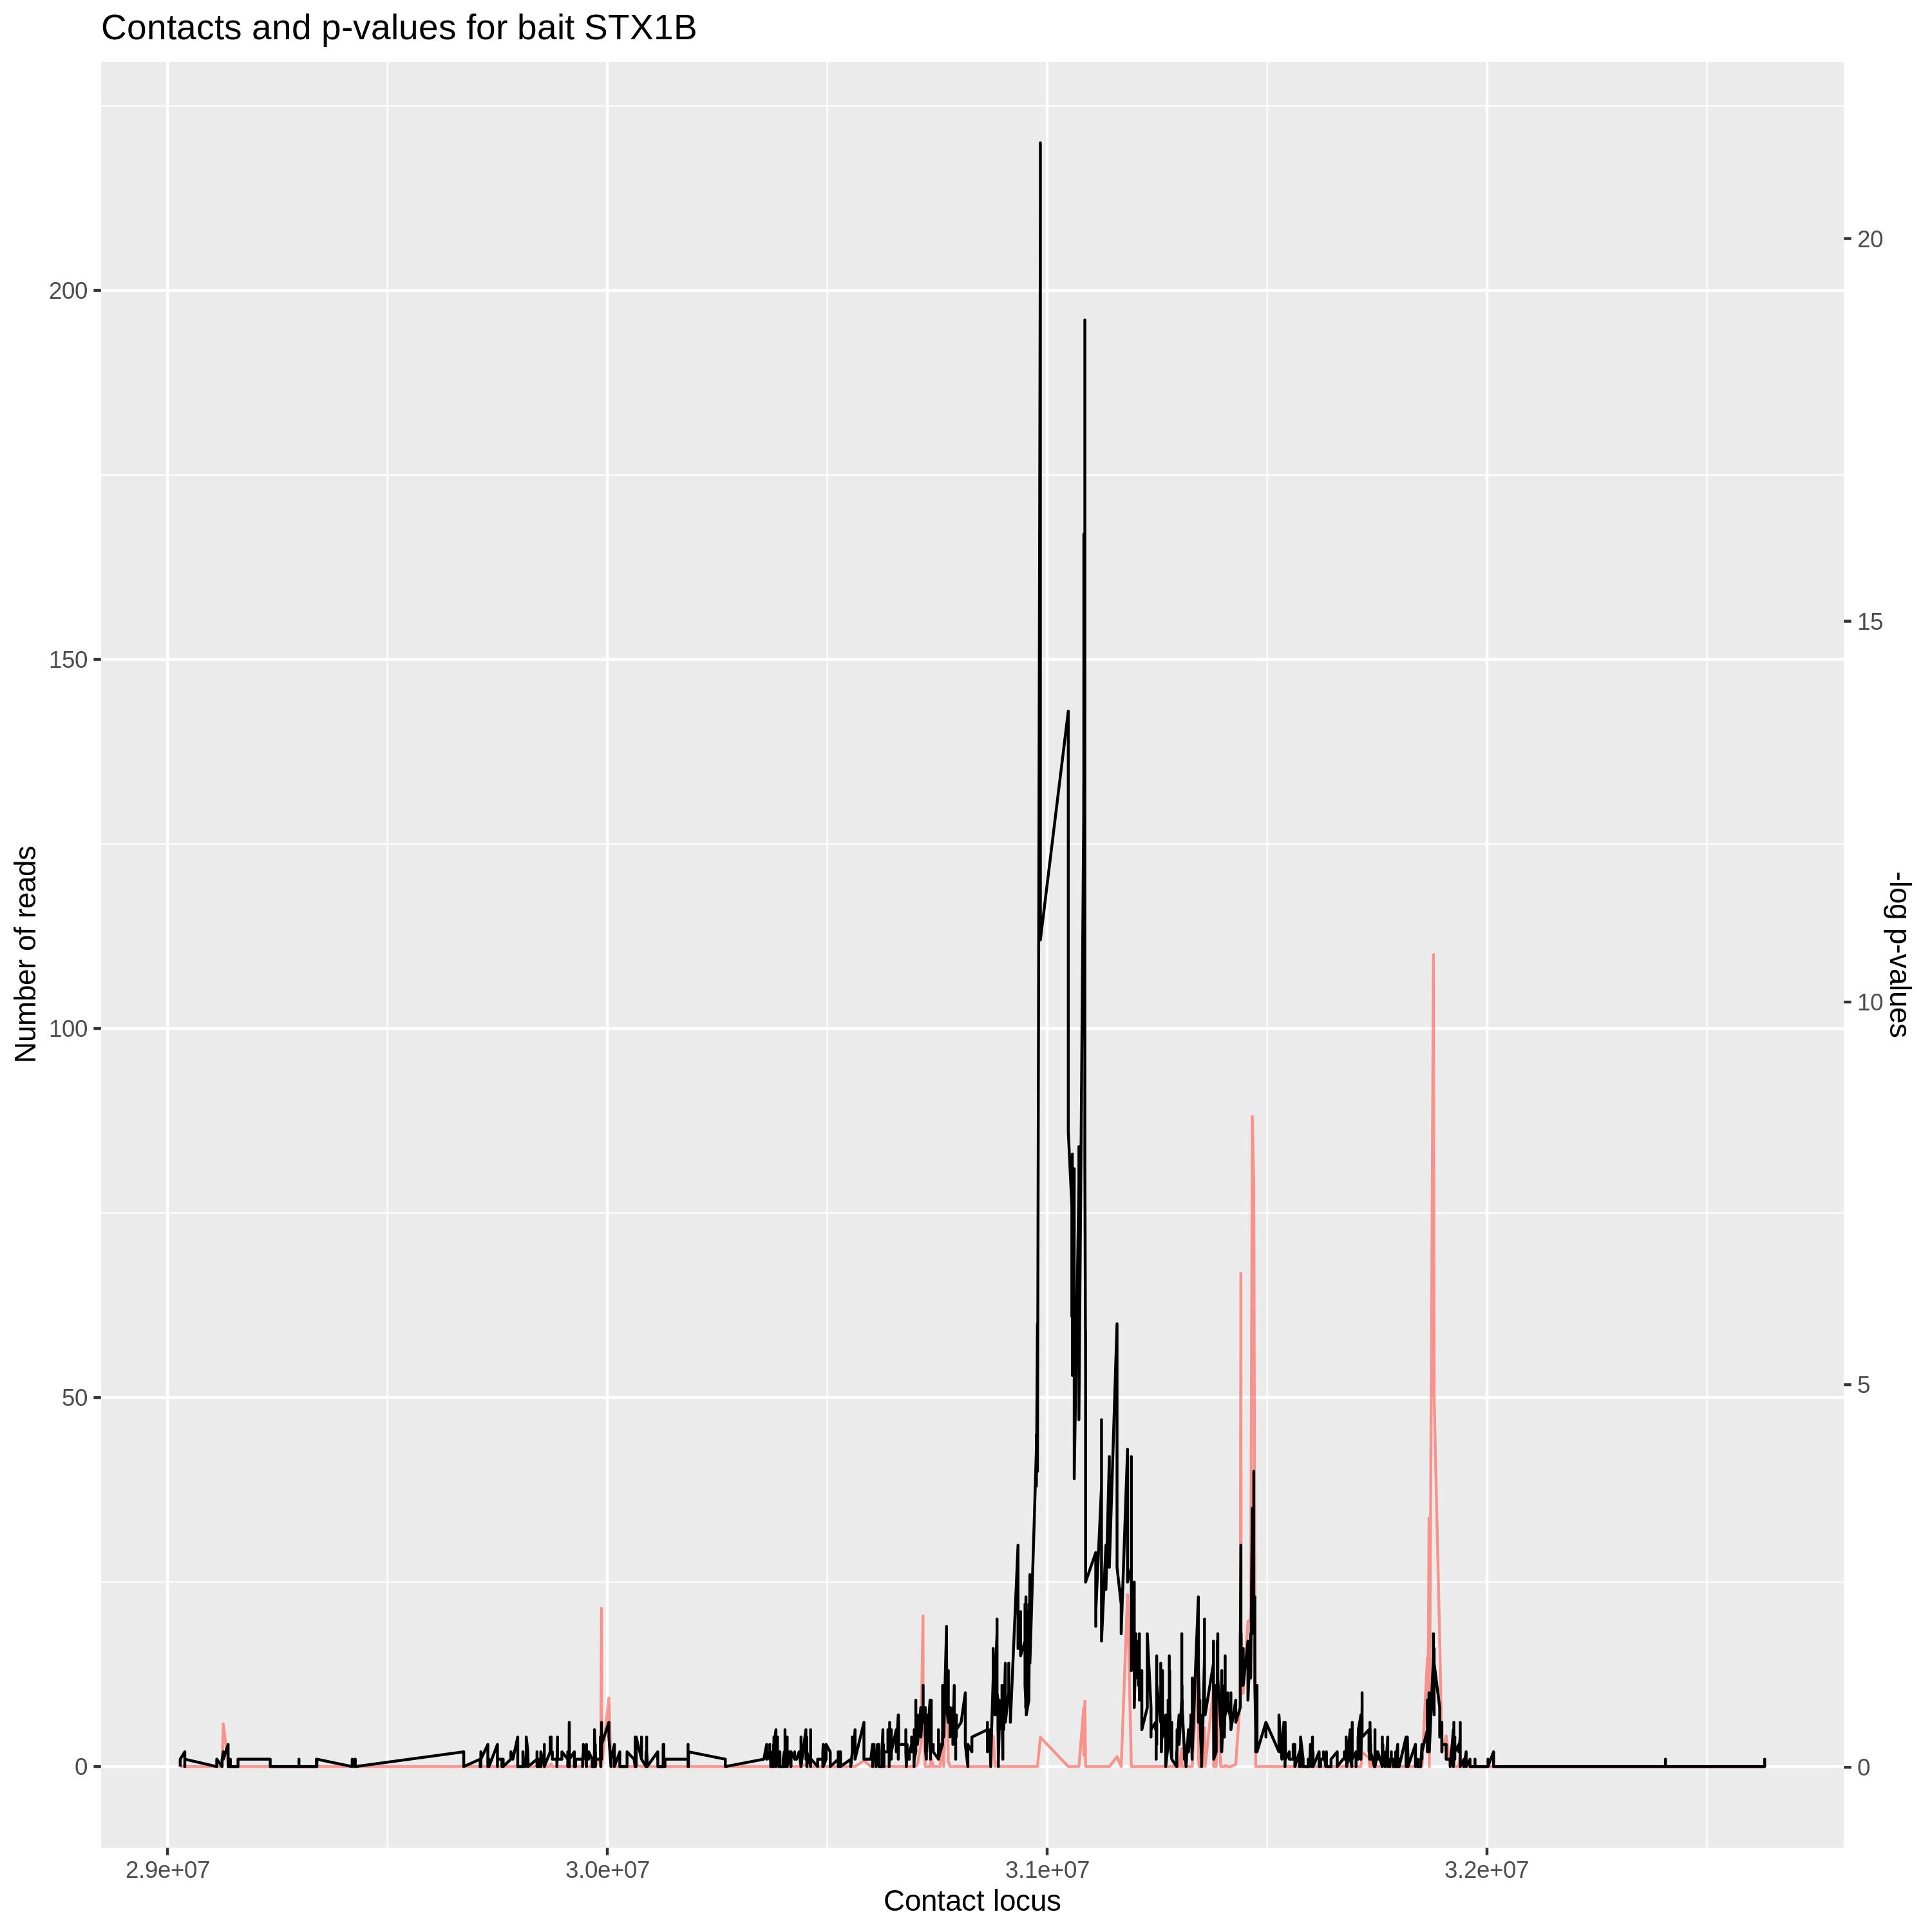 Contacts and p-values for bait STX1B
Number of reads
200
150
100
50
0
20
15
10
5
0
-log p-values
2.9e+07 3.0e+07 3.1e+07 3.2e+07
Contact locus